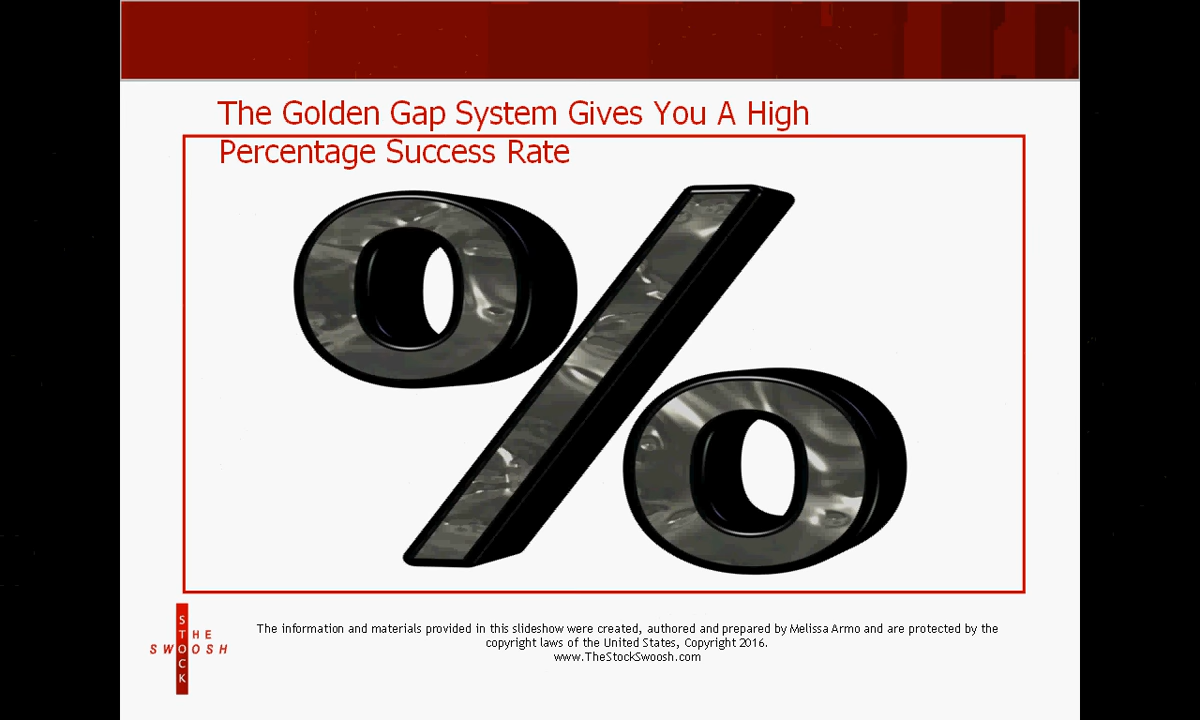 The Golden Gap System Gives You A High
Percentage Success Rate
%
THE
STOCK
SWOOSH
The information and materials provided in this slideshow were created, authored and prepared by Melissa Armo and are protected by the
copyright laws of the United States, Copyright 2016.
www.TheStockSwoosh.com